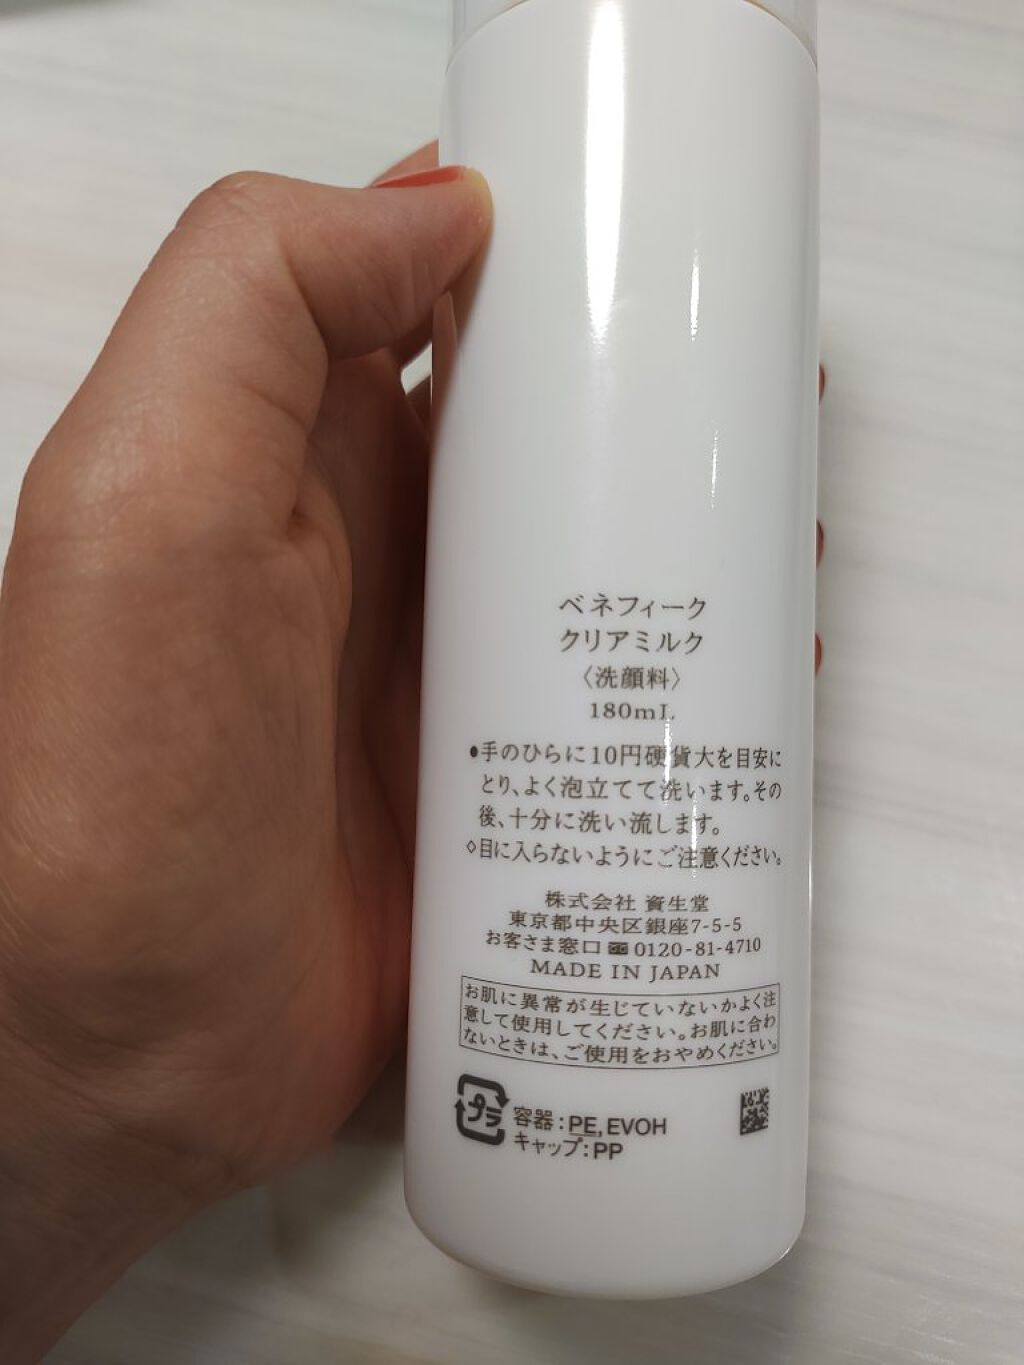 ベネフィーク
クリアミルク
〈洗顔料〉
180mL
●手のひらに10円硬貨大を目安に
とり、よく泡立てて洗います。その
後、十分に洗い流します。
◇目に入らないようにご注意ください。
株式会社 資生堂
東京都中央区銀座7-5-5
お客さま窓口 0120-81-4710
MADE IN JAPAN
お肌に異常が生じていないかよく注
意して使用してください。お肌に合わ
ないときは、ご使用をおやめください。
プラ 容器:PE, EVOH
キャップ:PP